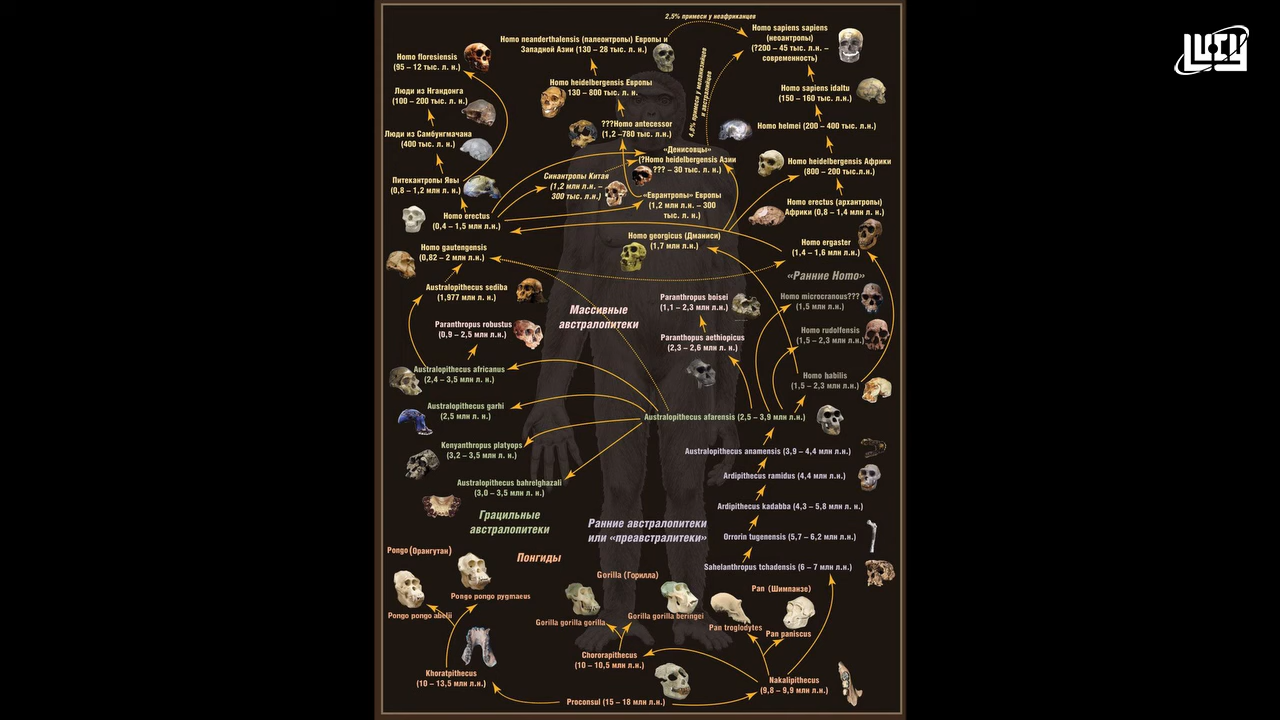 2,5% примеси у неафриканцев
Homo sapiens sapiens
(неоантропы)
(?200 – 45 тыс. л.н. –
современность)
LUCY
Homo neanderthalensis (палеонтропы) Европы и
Западной Азии (130 – 28 тыс. л.н.)
Homo floresiensis
(95 – 12 тыс. л.н.)
4,8% примеси у меланезийцев
и австралийцев
Homo heidelbergensis Европы
130 – 800 тыс. л. н.
Люди из Нгандонга
(100 – 200 тыс. л.н.)
Homo sapiens idaltu
(150 – 160 тыс. л.н.)
???Homo antecessor
(1,2 –780 тыс. л.н.)
Homo helmei (200 – 400 тыс. л.н.)
Люди из Самбунгмачана
(400 тыс. л.н.)
«Денисовцы»
(?Homo heidelbergensis Азии
??? – 30 тыс. л.н.)
Homo heidelbergensis Африки
(800 – 200 тыс.л.н.)
Питекантропы Явы
(0,8 – 1,2 млн л.н.)
Синантропы Китая
(1,2 млн л.н. –
300 тыс. л.н.)
«Еврантропы» Европы
(1,2 млн л.н. – 300
тыс. л. н.)
Homo erectus (архантропы)
Африки (0,8 – 1,4 млн л. н.)
Homo erectus
(0,4 – 1,5 млн л.н.)
Homo georgicus (Дманиси)
(1,7 млн л.н.)
Homo ergaster
(1,4 – 1,6 млн л.н.)
Homo gautengensis
(0,82 – 2 млн л.н.)
«Ранние Homo»
Australopithecus sediba
(1,977 млн л.н.)
Homo microcranous???
(1,5 млн л.н.)
Paranthropus boisei
(1,1 – 2,3 млн л.н.)
Массивные
австралопитеки
Paranthropus robustus
(0,9 – 2,5 млн л.н.)
Homo rudolfensis
(1,5 – 2,3 млн л.н.)
Paranthopus aethiopicus
(2,3 – 2,6 млн л.н.)
Australopithecus africanus
(2,4 – 3,5 млн л.н.)
Homo habilis
(1,5 – 2,3 млн л.н.)
Australopithecus garhi
(2,5 млн л. н.)
Australopithecus afarensis (2,5 – 3,9 млн л.н.)
Kenyanthropus platyops
(3,2 – 3,5 млн л.н.)
Australopithecus anamensis (3,9 – 4,4 млн л.н.)
Ardipithecus ramidus (4,4 млн л.н.)
Australopithecus bahrelghazali
(3,0 – 3,5 млн л.н.)
Ardipithecus kadabba (4,3 – 5,8 млн л. н.)
Грацильные
австралопитеки
Ранние австралопитеки
или «преавстралитеки»
Orrorin tugenensis (5,7 – 6,2 млн л.н.)
Pongo (Орангутан)
Понгиды
Sahelanthropus tchadensis (6 – 7 млн л.н.)
Gorilla (Горилла)
Pan (Шимпанзе)
Pongo pongo pygmaeus
Pongo pongo abelii
Gorilla gorilla gorilla
Gorilla gorilla beringei
Pan troglodytes
Pan paniscus
Chororapithecus
(10 – 10,5 млн л.н.)
Khoratpithecus
(10 – 13,5 млн л.н.)
Nakalipithecus
(9,8 – 9,9 млн л.н.)
Proconsul (15 – 18 млн л.н.)